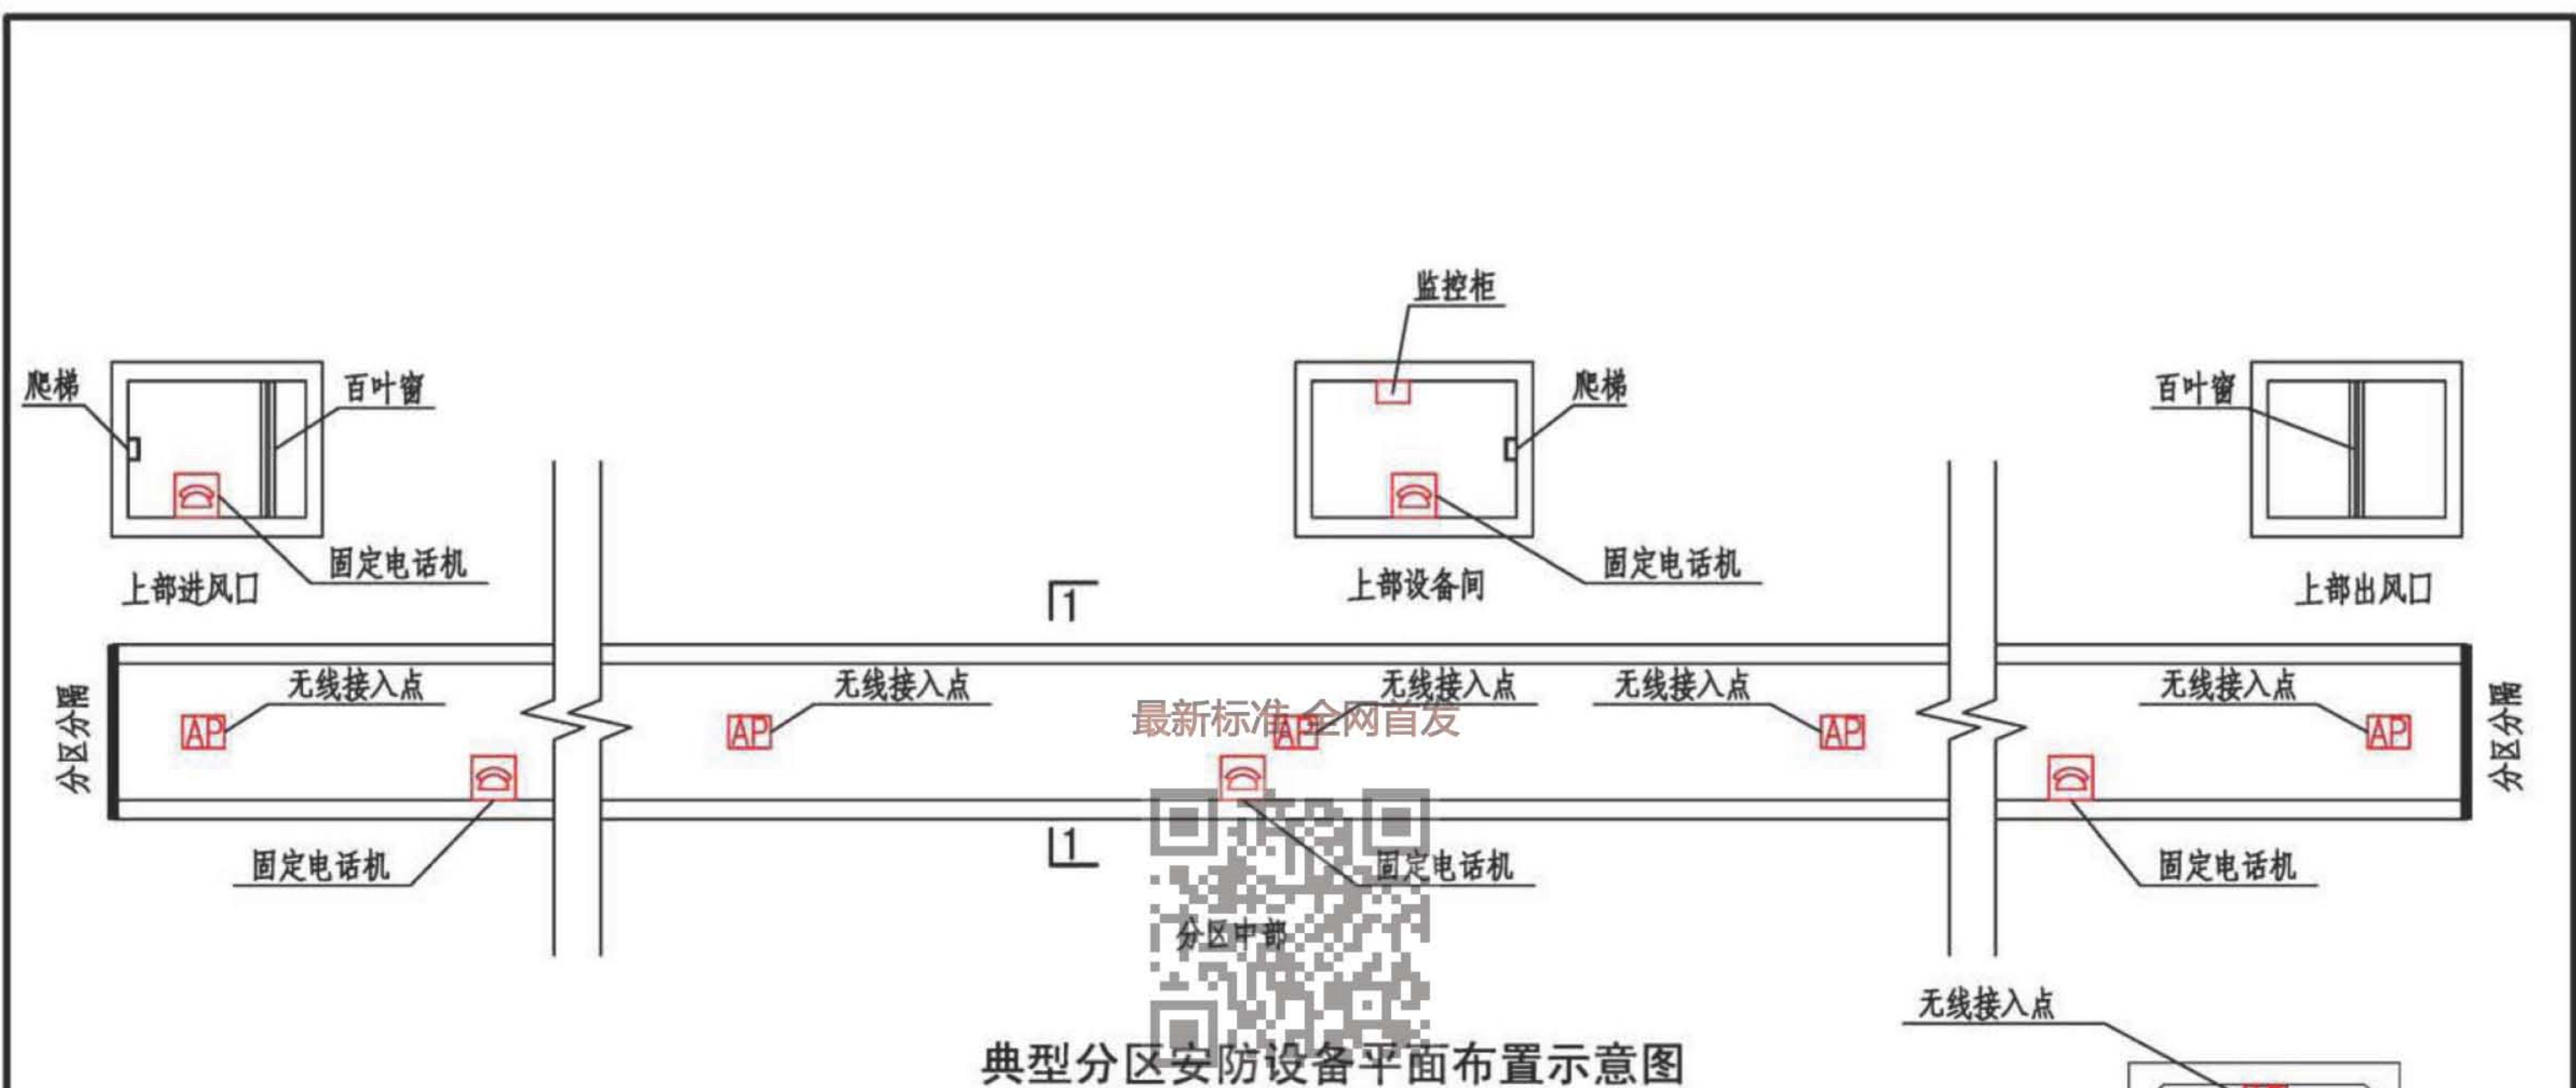 监控柜
爬梯
百叶窗
爬梯
百叶窗
固定电话机
固定电话机
上部进风口
上部设备间
上部出风口
1
分区分隔
无线接入点
无线接入点
无线接入点
无线接入点
无线接入点
分区分隔
最新标准 全网首发
AP
AP
AP
AP
AP
1
固定电话机
固定电话机
固定电话机
分区中部
无线接入点
典型分区安防设备平面布置示意图